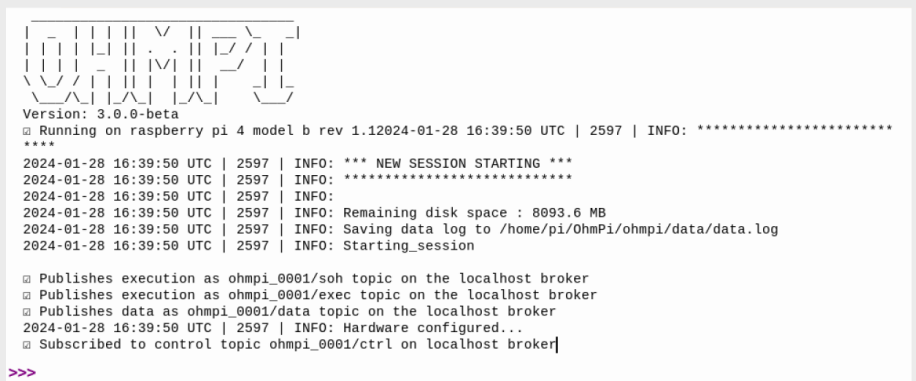 ________________________________
|  _  | | | ||  \/  || ___ \_   _|
| | | | |_| || .  . || |_/ / | |
| | | |  _  || |\/| ||  __/  | |
\ \_/ / | | || |  | || |    _| |_
 \___/\_| |_/\_|  |_/\_|    \___/
Version: 3.0.0-beta
☑ Running on raspberry pi 4 model b rev 1.12024-01-28 16:39:50 UTC | 2597 | INFO: ************************
****
2024-01-28 16:39:50 UTC | 2597 | INFO: *** NEW SESSION STARTING ***
2024-01-28 16:39:50 UTC | 2597 | INFO: ****************************
2024-01-28 16:39:50 UTC | 2597 | INFO:
2024-01-28 16:39:50 UTC | 2597 | INFO: Remaining disk space : 8093.6 MB
2024-01-28 16:39:50 UTC | 2597 | INFO: Saving data log to /home/pi/OhmPi/ohmpi/data/data.log
2024-01-28 16:39:50 UTC | 2597 | INFO: Starting_session
☑ Publishes execution as ohmpi_0001/soh topic on the localhost broker
☑ Publishes execution as ohmpi_0001/exec topic on the localhost broker
☑ Publishes data as ohmpi_0001/data topic on the localhost broker
2024-01-28 16:39:50 UTC | 2597 | INFO: Hardware configured...
☑ Subscribed to control topic ohmpi_0001/ctrl on localhost broker
>>>